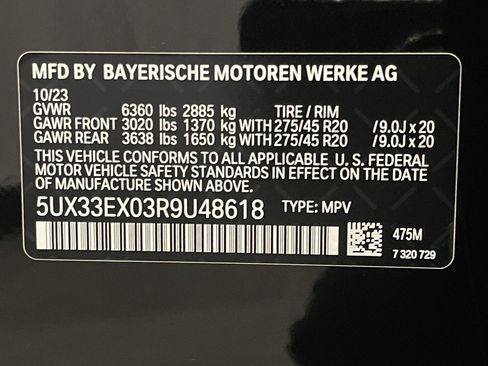 MFD BY BAYERISCHE MOTOREN WERKE AG
10/23
GVWR 6360 lbs 2885 kg TIRE / RIM
GAWR FRONT 3020 lbs 1370 kg WITH 275/45 R20 /9.0J x 20
GAWR REAR 3638 lbs 1650 kg WITH 275/45 R20 /9.0J x 20
THIS VEHICLE CONFORMS TO ALL APPLICABLE U. S. FEDERAL
MOTOR VEHICLE SAFETY STANDARDS IN EFFECT ON THE
DATE OF MANUFACTURE SHOWN ABOVE.
5UX33EX03R9U48618 TYPE: MPV
475M
7 320 729